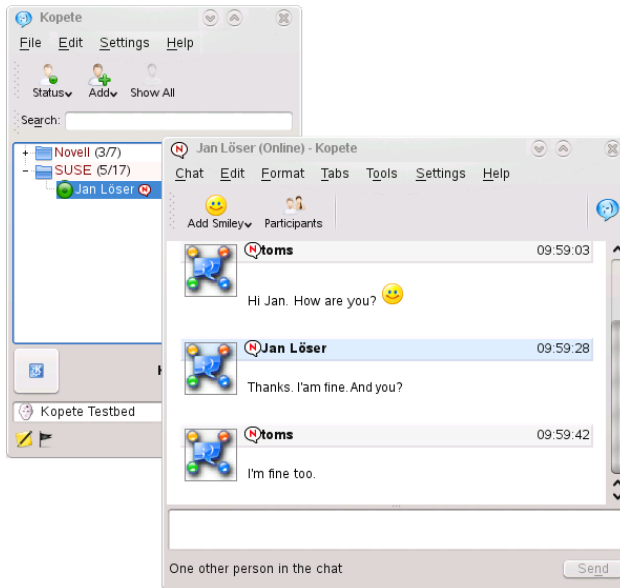 Kopete
File Edit Settings Help
Status Add Show All
Search:
Novell (3/7)
SUSE (5/17)
Jan Löser N
Kopete Testbed
N Jan Löser (Online) - Kopete
Chat Edit Format Tabs Tools Settings Help
Add Smiley Participants
N toms 09:59:03
Hi Jan. How are you?
N Jan Löser 09:59:28
Thanks. I'am fine. And you?
N toms 09:59:42
I'm fine too.
One other person in the chat
Send